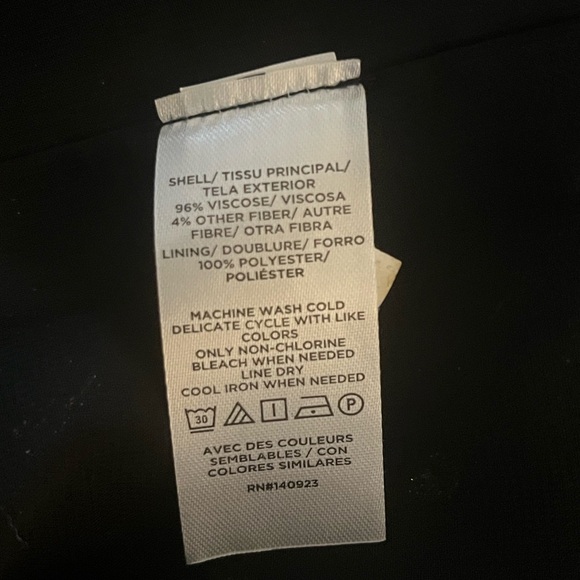 SHELL/ TISSU PRINCIPAL/
TELA EXTERIOR
96% VISCOSE/ VISCOSA
4% OTHER FIBER/ AUTRE
FIBRE/ OTRA FIBRA
LINING/ DOUBLURE/ FORRO
100% POLYESTER/
POLIÉSTER
MACHINE WASH COLD
DELICATE CYCLE WITH LIKE
COLORS
ONLY NON-CHLORINE
BLEACH WHEN NEEDED
LINE DRY
COOL IRON WHEN NEEDED
30 P
AVEC DES COULEURS
SEMBLABLES / CON
COLORES SIMILARES
RN#140923